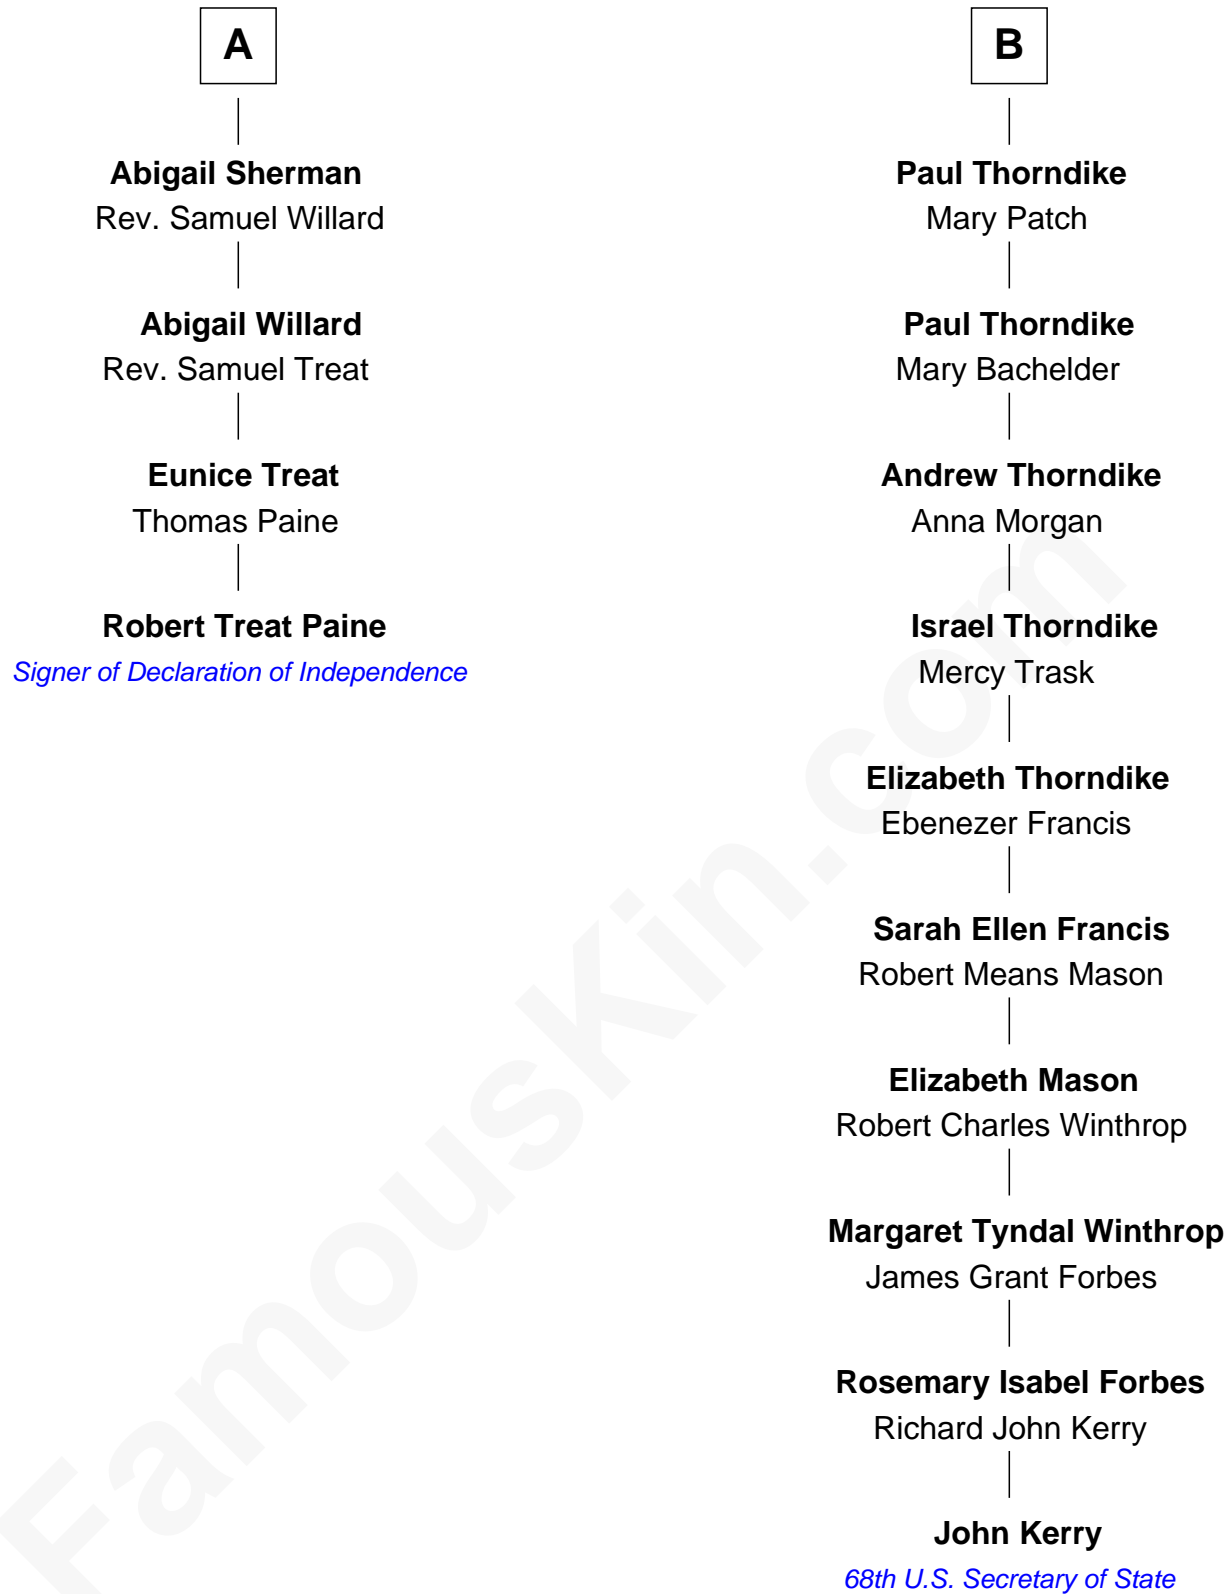 A
Abigail Sherman
Rev. Samuel Willard
Abigail Willard
Rev. Samuel Treat
Eunice Treat
Thomas Paine
Robert Treat Paine
Signer of Declaration of Independence
B
Paul Thorndike
Mary Patch
Paul Thorndike
Mary Bachelder
Andrew Thorndike
Anna Morgan
Israel Thorndike
Mercy Trask
Elizabeth Thorndike
Ebenezer Francis
Sarah Ellen Francis
Robert Means Mason
Elizabeth Mason
Robert Charles Winthrop
Margaret Tyndal Winthrop
James Grant Forbes
Rosemary Isabel Forbes
Richard John Kerry
John Kerry
68th U.S. Secretary of State
FamousKin.com